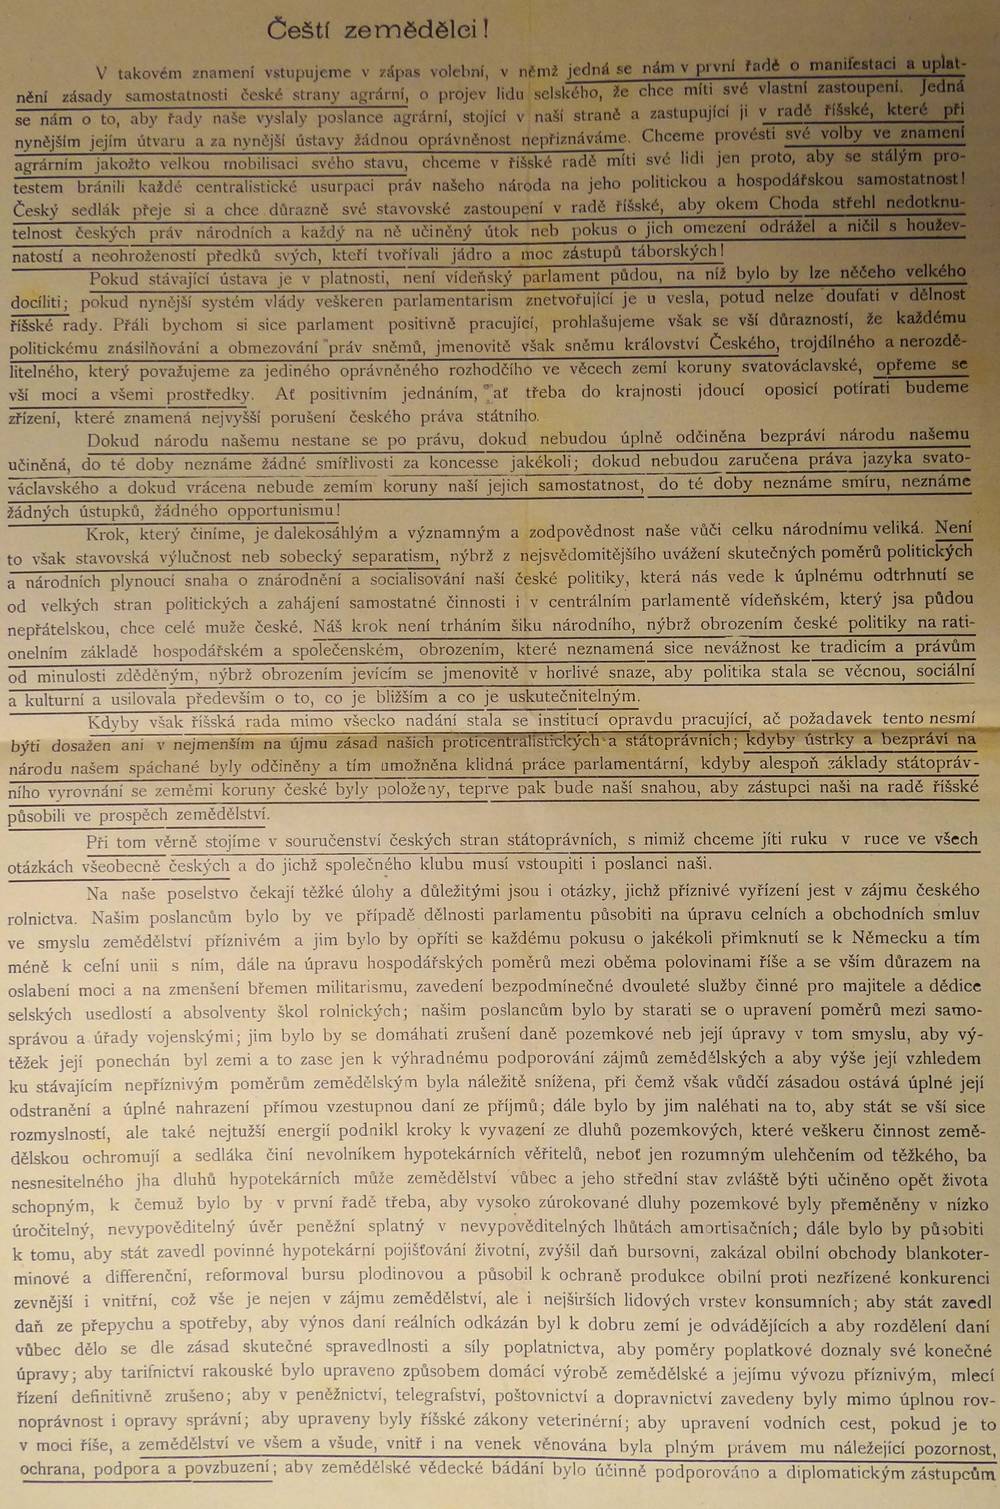 Čeští zemědělci!
V takovém znamení vstupujeme v zápas volební, v němž jedná se nám v první řadě o manifestaci a uplat-
nění zásady samostatnosti české strany agrární, o projev lidu selského, že chce míti své vlastní zastoupení. Jedná
se nám o to, aby řady naše vyslaly poslance agrární, stojící v naší straně a zastupující ji v radě říšské, které při
nynějším jejím útvaru a za nynější ústavy žádnou oprávněnost nepřiznáváme. Chceme provésti své volby ve znamení
agrárním jakožto velkou mobilisaci svého stavu, chceme v říšské radě míti své lidi jen proto, aby se stálým pro-
testem bránili každé centralistické usurpaci práv našeho národa na jeho politickou a hospodářskou samostatnost!
Český sedlák přeje si a chce důrazně své stavovské zastoupení v radě říšské, aby okem Choda střehl nedotknu-
telnost českých práv národních a každý na ně učiněný útok neb pokus o jich omezení odrážel a ničil s houžev-
natostí a neohrožeností předků svých, kteří tvořívali jádro a moc zástupů táborských!
Pokud stávající ústava je v platnosti, není vídeňský parlament půdou, na níž bylo by lze něčeho velkého
docíliti; pokud nynější systém vlády veškeren parlamentarism znetvořující je u vesla, potud nelze doufati v dělnost
říšské rady. Přáli bychom si sice parlament positivně pracující, prohlašujeme však se vší důrazností, že každému
politickému znásilňování a obmezování práv sněmů, jmenovitě však sněmu království Českého, trojdílného a nerozdě-
litelného, který považujeme za jediného oprávněného rozhodčího ve věcech zemí koruny svatováclavské, opřeme se
vší mocí a všemi prostředky. Ať positivním jednáním, ať třeba do krajnosti jdoucí oposicí potírati budeme
zřízení, které znamená nejvyšší porušení českého práva státního.
Dokud národu našemu nestane se po právu, dokud nebudou úplně odčiněna bezpráví národu našemu
učiněná, do té doby neznáme žádné smířlivosti za koncesse jakékoli; dokud nebudou zaručena práva jazyka svato-
václavského a dokud vrácena nebude zemím koruny naší jejich samostatnost, do té doby neznáme smíru, neznáme
žádných ústupků, žádného opportunismu!
Krok, který činíme, je dalekosáhlým a významným a zodpovědnost naše vůči celku národnímu veliká. Není
to však stavovská výlučnost neb sobecký separatism, nýbrž z nejsvědomitějšího uvážení skutečných poměrů politických
a národních plynoucí snaha o znárodnění a socialisování naší české politiky, která nás vede k úplnému odtrhnutí se
od velkých stran politických a zahájení samostatné činnosti i v centrálním parlamentě vídeňském, který jsa půdou
nepřátelskou, chce celé muže české. Náš krok není trháním šiku národního, nýbrž obrozením české politiky na rati-
onelním základě hospodářském a společenském, obrozením, které neznamená sice nevážnost ke tradicím a právům
od minulosti zděděným, nýbrž obrozením jevícím se jmenovitě v horlivé snaze, aby politika stala se věcnou, sociální
a kulturní a usilovala především o to, co je bližším a co je uskutečnitelným.
Kdyby však říšská rada mimo všecko nadání stala se institucí opravdu pracující, ač požadavek tento nesmí
býti dosažen ani v nejmenším na újmu zásad našich proticentralistických a státoprávních; kdyby ústrky a bezpráví na
národu našem spáchané byly odčiněny a tím umožněna klidná práce parlamentární, kdyby alespoň základy státopráv-
ního vyrovnání se zeměmi koruny české byly položeny, teprve pak bude naší snahou, aby zástupci naši na radě říšské
působili ve prospěch zemědělství.
Při tom věrně stojíme v souručenství českých stran státoprávních, s nimiž chceme jíti ruku v ruce ve všech
otázkách všeobecně českých a do jichž společného klubu musí vstoupiti i poslanci naši.
Na naše poselstvo čekají těžké úlohy a důležitými jsou i otázky, jichž příznivé vyřízení jest v zájmu českého
rolnictva. Našim poslancům bylo by ve případě dělnosti parlamentu působiti na úpravu celních a obchodních smluv
ve smyslu zemědělství příznivém a jim bylo by opříti se každému pokusu o jakékoli přimknutí se k Německu a tím
méně k celní unii s ním, dále na úpravu hospodářských poměrů mezi oběma polovinami říše a se vším důrazem na
oslabení moci a na zmenšení břemen militarismu, zavedení bezpodmínečné dvouleté služby činné pro majitele a dědice
selských usedlostí a absolventy škol rolnických; našim poslancům bylo by starati se o upravení poměrů mezi samo-
správou a úřady vojenskými; jim bylo by se domáhati zrušení daně pozemkové neb její úpravy v tom smyslu, aby vý-
těžek její ponechán byl zemi a to zase jen k výhradnému podporování zájmů zemědělských a aby výše její vzhledem
ku stávajícím nepříznivým poměrům zemědělským byla náležitě snížena, při čemž však vůdčí zásadou ostává úplné její
odstranění a úplné nahrazení přímou vzestupnou daní ze příjmů; dále bylo by jim naléhati na to, aby stát se vší sice
rozmyslností, ale také nejtužší energií podnikl kroky k vyvazení ze dluhů pozemkových, které veškeru činnost země-
dělskou ochromují a sedláka činí nevolníkem hypotekárních věřitelů, neboť jen rozumným ulehčením od těžkého, ba
nesnesitelného jha dluhů hypotekárních může zemědělství vůbec a jeho střední stav zvláště býti učiněno opět života
schopným, k čemuž bylo by v první řadě třeba, aby vysoko zúrokované dluhy pozemkové byly přeměněny v nízko
úročitelný, nevypověditelný úvěr peněžní splatný v nevypověditelných lhůtách amortisačních; dále bylo by působiti
k tomu, aby stát zavedl povinné hypotekární pojišťování životní, zvýšil daň bursovní, zakázal obilní obchody blankoter-
minové a differenční, reformoval bursu plodinovou a působil k ochraně produkce obilní proti nezřízené konkurenci
zevnější i vnitřní, což vše je nejen v zájmu zemědělství, ale i nejširších lidových vrstev konsumních; aby stát zavedl
daň ze přepychu a spotřeby, aby výnos daní reálních odkázán byl k dobru zemí je odvádějících a aby rozdělení daní
vůbec dělo se dle zásad skutečné spravedlnosti a síly poplatnictva, aby poměry poplatkové doznaly své konečné
úpravy; aby tarifnictví rakouské bylo upraveno způsobem domácí výrobě zemědělské a jejímu vývozu příznivým, mlecí
řízení definitivně zrušeno; aby v peněžnictví, telegrafství, poštovnictví a dopravnictví zavedeny byly mimo úplnou rov-
noprávnost i opravy správní; aby upraveny byly říšské zákony veterinérní; aby upravení vodních cest, pokud je to
v moci říše, a zemědělství ve všem a všude, vnitř i na venek věnována byla plným právem mu náležející pozornost,
ochrana, podpora a povzbuzení; aby zemědělské vědecké bádání bylo účinně podporováno a diplomatickým zástupcům